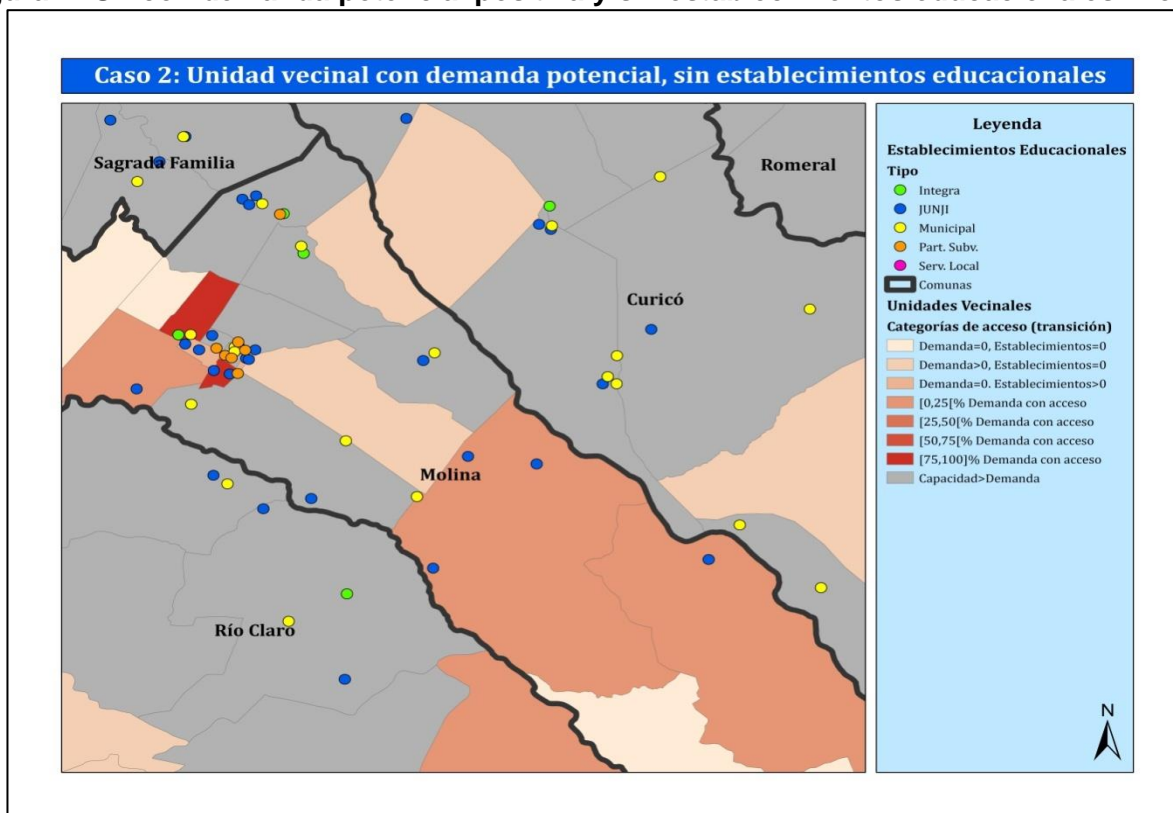 Caso 2: Unidad vecinal con demanda potencial, sin establecimientos educacionales
Sagrada Familia
Romeral
Curicó
Molina
Río Claro
Leyenda
Establecimientos Educacionales
Tipo
Integra
JUNJI
Municipal
Part. Subv.
Serv. Local
Comunas
Unidades Vecinales
Categorías de acceso (transición)
Demanda=0, Establecimientos=0
Demanda>0, Establecimientos=0
Demanda=0. Establecimientos>0
[0,25[% Demanda con acceso
[25,50[% Demanda con acceso
[50,75[% Demanda con acceso
[75,100]% Demanda con acceso
Capacidad>Demanda
N